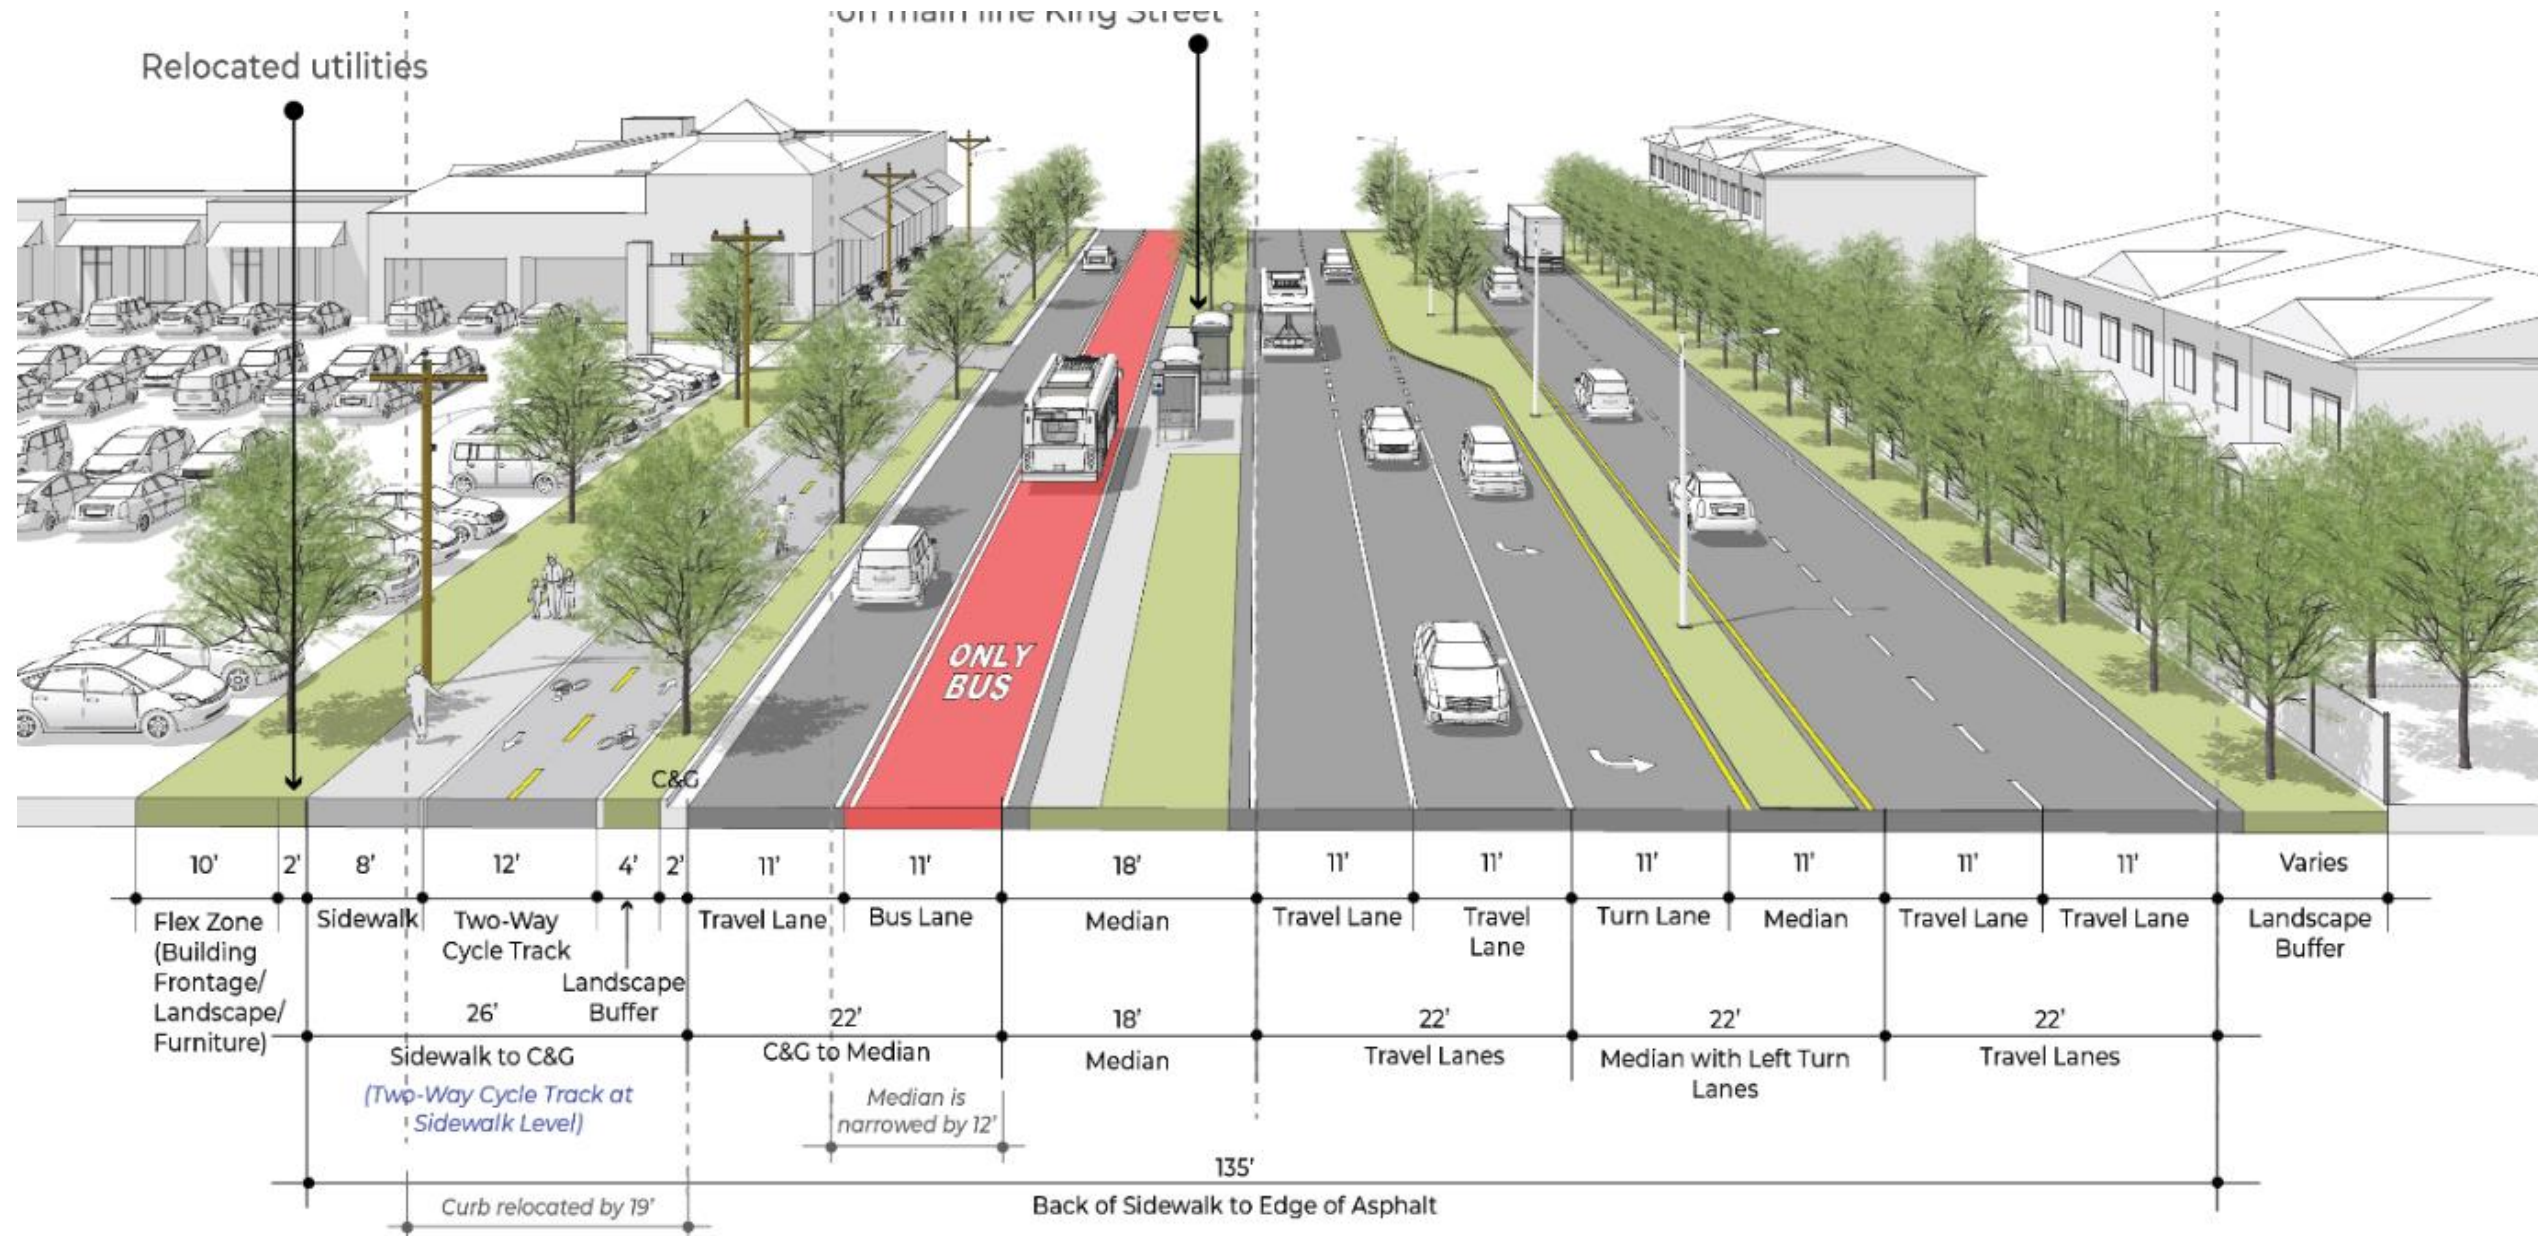 on main line King Street
Relocated utilities
ONLY
BUS
C&G
10' 2' 8' 12' 4' 2' 11' 11' 18' 11' 11' 11' 11' 11' 11' Varies
Flex Zone
(Building
Frontage/
Landscape/
Furniture)
Sidewalk
Two-Way
Cycle Track
Landscape
Buffer
Travel Lane
Bus Lane
Median
Travel Lane
Travel
Lane
Turn Lane
Median
Travel Lane
Travel Lane
Landscape
Buffer
26'
Sidewalk to C&G
(Two-Way Cycle Track at
Sidewalk Level)
22'
C&G to Median
18'
Median
22'
Travel Lanes
22'
Median with Left Turn
Lanes
22'
Travel Lanes
Median is
narrowed by 12'
135'
Back of Sidewalk to Edge of Asphalt
Curb relocated by 19'